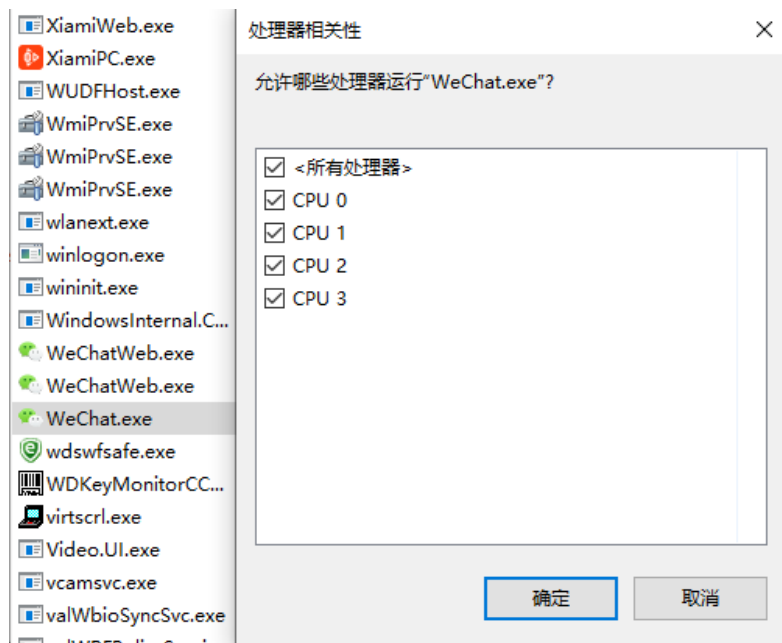 XiamiWeb.exe
XiamiPC.exe
WUDFHost.exe
WmiPrvSE.exe
WmiPrvSE.exe
WmiPrvSE.exe
wlanext.exe
winlogon.exe
wininit.exe
WindowsInternal.C...
WeChatWeb.exe
WeChatWeb.exe
WeChat.exe
wdswfsafe.exe
WDKeyMonitorCC...
virtscrl.exe
Video.UI.exe
vcamsvc.exe
valWbioSyncSvc.exe
处理器相关性
允许哪些处理器运行“WeChat.exe”?
<所有处理器>
CPU 0
CPU 1
CPU 2
CPU 3
确定
取消